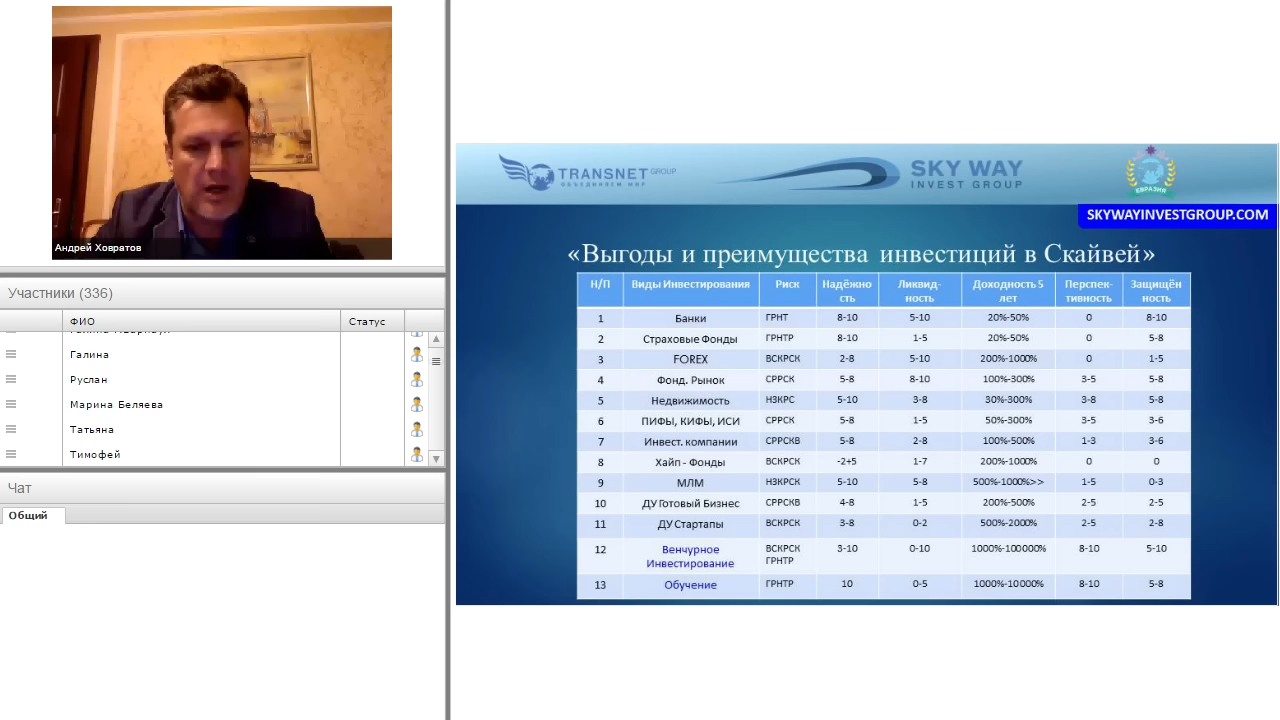 Андрей Ховратов
Участники (336)
ФИО Статус
Галина
Руслан
Марина Беляева
Татьяна
Тимофей
Чат
Общий
TRANSNET GROUP
ОБЪЕДИНЯЕМ МИР
SKY WAY
INVEST GROUP
ЕВРАЗИЯ
SKYWAYINVESTGROUP.COM
«Выгоды и преимущества инвестиций в Скайвей»
Н/П Виды Инвестирования Риск Надёжно Ликвид- Доходность 5 Перспек- Защищён
сть ность лет тивность ность
1 Банки ГРНТ 8-10 5-10 20%-50% 0 8-10
2 Страховые Фонды ГРНТР 8-10 1-5 20%-50% 0 5-8
3 FOREX ВСКРСК 2-8 5-10 200%-1000% 0 1-5
4 Фонд. Рынок СРРСК 5-8 8-10 100%-300% 3-5 5-8
5 Недвижимость НЗКРС 5-10 3-8 30%-300% 3-8 5-8
6 ПИФЫ, КИФЫ, ИСИ СРРСК 5-8 1-5 50%-300% 3-5 3-6
7 Инвест. компании СРРСКВ 5-8 2-8 100%-500% 1-3 3-6
8 Хайп - Фонды ВСКРСК -2+5 1-7 200%-1000% 0 0
9 МЛМ НЗКРСК 5-10 5-8 500%-1000%>> 1-5 0-3
10 ДУ Готовый Бизнес СРРСКВ 4-8 1-5 200%-500% 2-5 2-5
11 ДУ Стартапы ВСКРСК 3-8 0-2 500%-2000% 2-5 2-8
12 Венчурное ВСКРСК 3-10 0-10 1000%-100000% 8-10 5-10
Инвестирование ГРНТР
13 Обучение ГРНТР 10 0-5 1000%-10000% 8-10 5-8